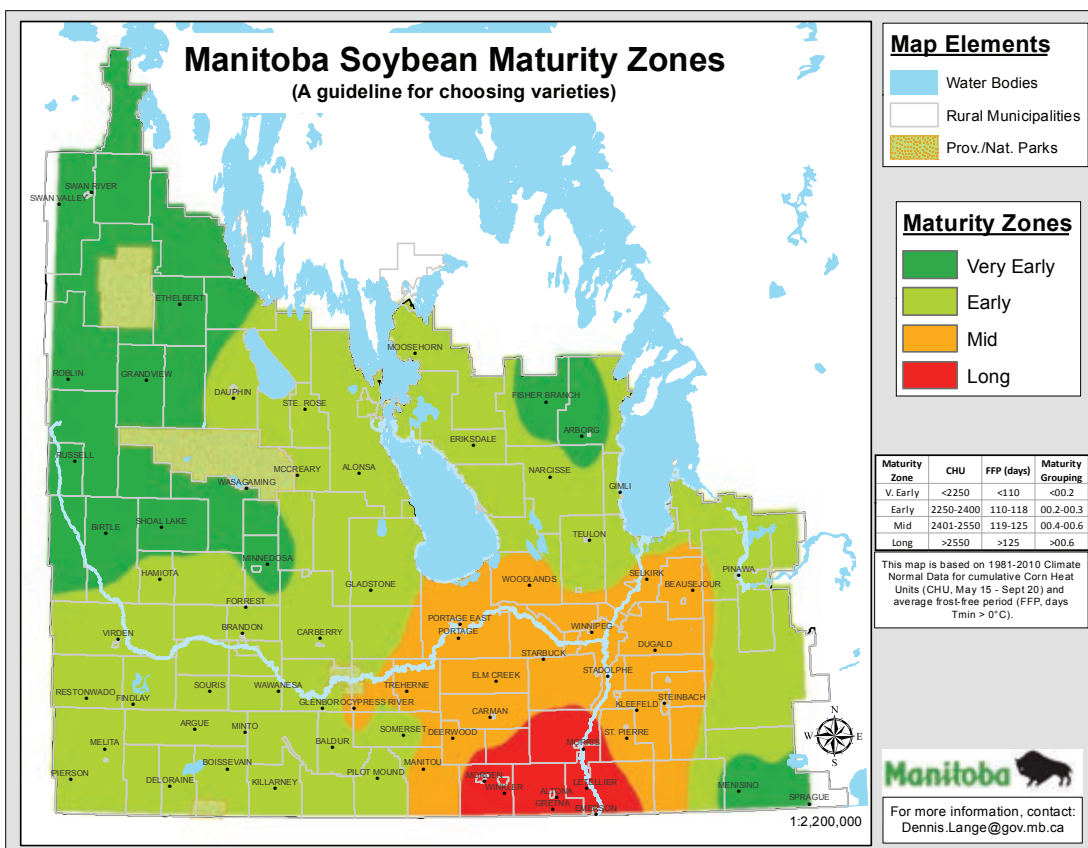 Manitoba Soybean Maturity Zones
(A guideline for choosing varieties)
SWAN RIVER
SWAN VALLEY
ETHELBERT
MOOSEHORN
ROBLIN
GRANDVIEW
DAUPHIN
STE. ROSE
FISHER BRANCH
ARBORG
ERIKSDALE
RUSSELL
MCCREARY
ALONSA
NARCISSE
WASAGAMING
GIMLI
BIRTLE
SHOAL LAKE
TEULON
MINNEDOSA
HAMIOTA
GLADSTONE
WOODLANDS
SELKIRK
BEAUSEJOUR
PINAWA
FORREST
VIRDEN
BRANDON
CARBERRY
PORTAGE EAST
PORTAGE
WINNIPEG
STARBUCK
DUGALD
STADOLPHE
ELM CREEK
RESTONWADO
FINDLAY
SOURIS
WAWANESA
TREHERNE
STEINBACH
GLENBOROCYPRESS RIVER
KLEEFELD
CARMAN
ARGUE
MINTO
SOMERSET
DEERWOOD
ST. PIERRE
MELITA
BALDUR
MORRIS
BOISSEVAIN
MANITOU
PIERSON
DELORAINE
KILLARNEY
PILOT MOUND
MORDEN
WINKLER
LETELLIER
ALTONA
GRETNA
EMERSON
MENISINO
SPRAGUE
N
W E
S
1:2,200,000
Map Elements
Water Bodies
Rural Municipalities
Prov./Nat. Parks
Maturity Zones
Very Early
Early
Mid
Long
Maturity Zone CHU FFP (days) Maturity Grouping
V. Early <2250 <110 <00.2
Early 2250-2400 110-118 00.2-00.3
Mid 2401-2550 119-125 00.4-00.6
Long >2550 >125 >00.6
This map is based on 1981-2010 Climate
Normal Data for cumulative Corn Heat
Units (CHU, May 15 - Sept 20) and
average frost-free period (FFP, days
Tmin > 0°C).
Manitoba
For more information, contact:
Dennis.Lange@gov.mb.ca